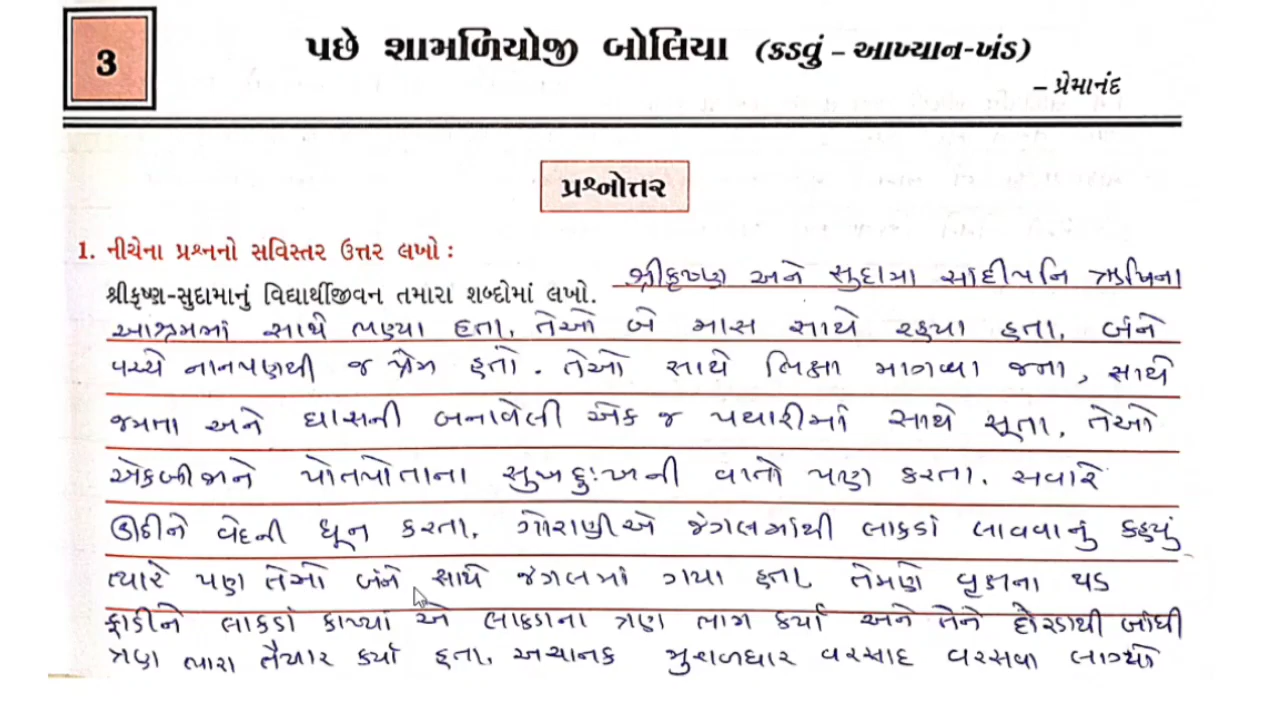 3
પછે શામળિયોજી બોલિયા (કડવું – આખ્યાન-ખંડ)
– પ્રેમાનંદ
પ્રશ્નોત્તર
1. નીચેના પ્રશ્નનો સવિસ્તર ઉત્તર લખો :
શ્રીકૃષ્ણ-સુદામાનું વિદ્યાર્થીજીવન તમારા શબ્દોમાં લખો. શ્રીકૃષ્ણ અને સુદામા સાંદીપનિ ઋષિના
આશ્રમમાં સાથે ભણ્યા હતા. તેઓ બે માસ સાથે રહ્યા હતા. બંને
વચ્ચે નાનપણથી જ પ્રેમ હતો. તેઓ સાથે ભિક્ષા માગવા જતા, સાથે
જમતા અને ઘાસની બનાવેલી એક જ પથારીમાં સાથે સૂતા. તેઓ
એકબીજાને પોતપોતાના સુખદુઃખની વાતો પણ કરતા. સવારે
ઊઠીને વેદની ધૂન કરતા. ગોરાણીએ જંગલમાંથી લાકડાં લાવવાનું કહ્યું
ત્યારે પણ તેઓ બંને સાથે જંગલમાં ગયા હતા. તેમણે વૃક્ષના થડ
ફાડીને લાકડાં કાપ્યાં એ લાકડાના ત્રણ ભાગ કર્યા અને તેને દોરડાથી બાંધી
ત્રણ ભારા તૈયાર કર્યા હતા. અચાનક મુશળધાર વરસાદ વરસવા લાગ્યો